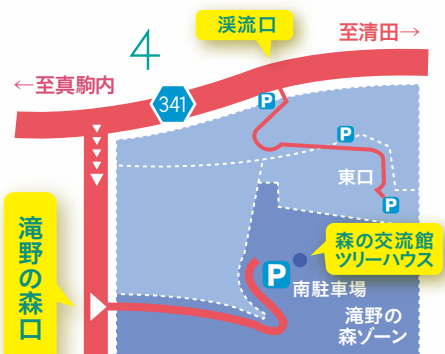 渓流口
至清田→
←至真駒内
341
P
P
東口
P
滝野の森口
森の交流館
ツリーハウス
P
南駐車場
滝野の
森ゾーン